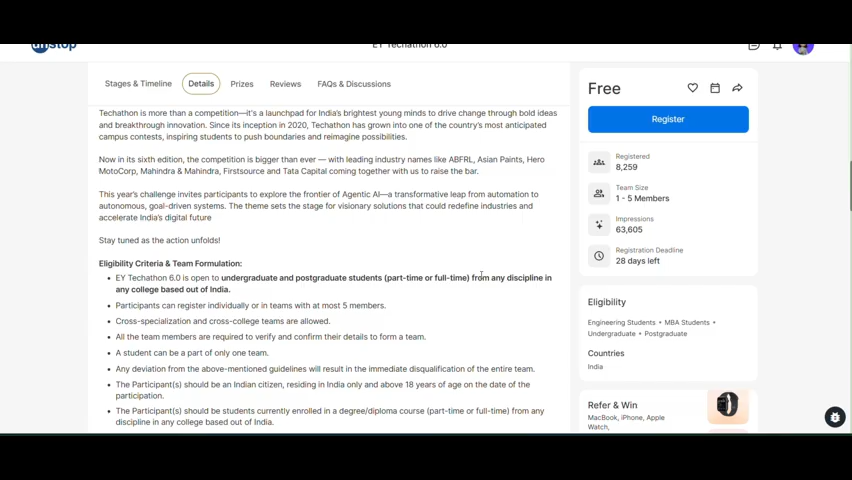 unstop
EY Techathon 6.0
Stages & Timeline
Details
Prizes
Reviews
FAQs & Discussions
Techathon is more than a competition—it's a launchpad for India's brightest young minds to drive change through bold ideas
and breakthrough innovation. Since its inception in 2020, Techathon has grown into one of the country's most anticipated
campus contests, inspiring students to push boundaries and reimagine possibilities.
Now in its sixth edition, the competition is bigger than ever — with leading industry names like ABFRL, Asian Paints, Hero
MotoCorp, Mahindra & Mahindra, Firstsource and Tata Capital coming together with us to raise the bar.
This year's challenge invites participants to explore the frontier of Agentic AI—a transformative leap from automation to
autonomous, goal-driven systems. The theme sets the stage for visionary solutions that could redefine industries and
accelerate India's digital future
Stay tuned as the action unfolds!
Eligibility Criteria & Team Formulation:
• EY Techathon 6.0 is open to undergraduate and postgraduate students (part-time or full-time) from any discipline in
any college based out of India.
• Participants can register individually or in teams with at most 5 members.
• Cross-specialization and cross-college teams are allowed.
• All the team members are required to verify and confirm their details to form a team.
• A student can be a part of only one team.
• Any deviation from the above-mentioned guidelines will result in the immediate disqualification of the entire team.
• The Participant(s) should be an Indian citizen, residing in India only and above 18 years of age on the date of the
participation.
• The Participant(s) should be students currently enrolled in a degree/diploma course (part-time or full-time) from any
discipline in any college based out of India.
Free
Register
Registered
8,259
Team Size
1 - 5 Members
Impressions
63,605
Registration Deadline
28 days left
Eligibility
Engineering Students • MBA Students •
Undergraduate • Postgraduate
Countries
India
Refer & Win
MacBook, iPhone, Apple
Watch,